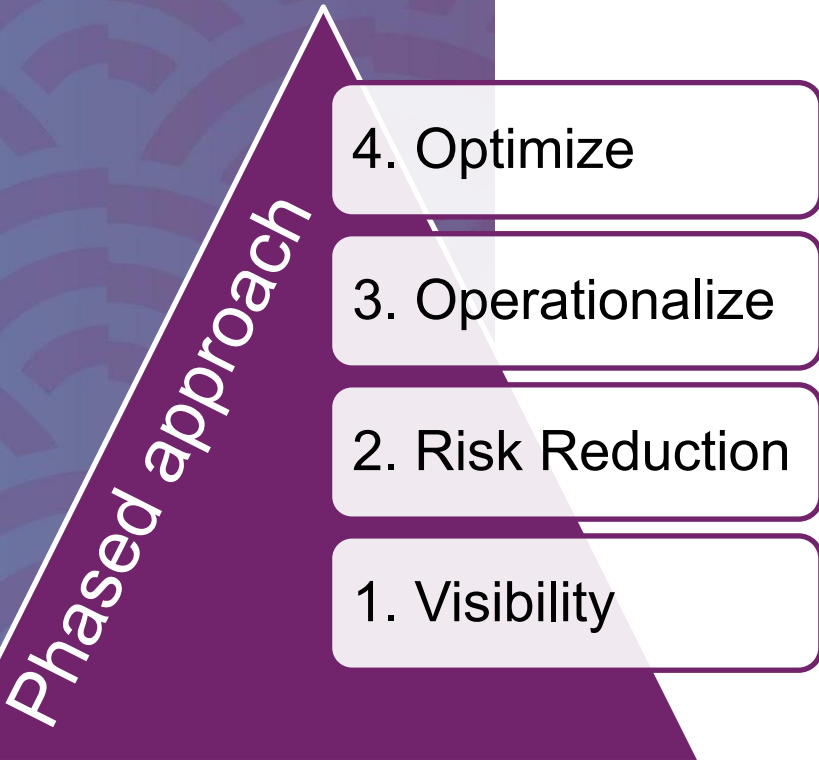 Phased approach
4. Optimize
3. Operationalize
2. Risk Reduction
1. Visibility